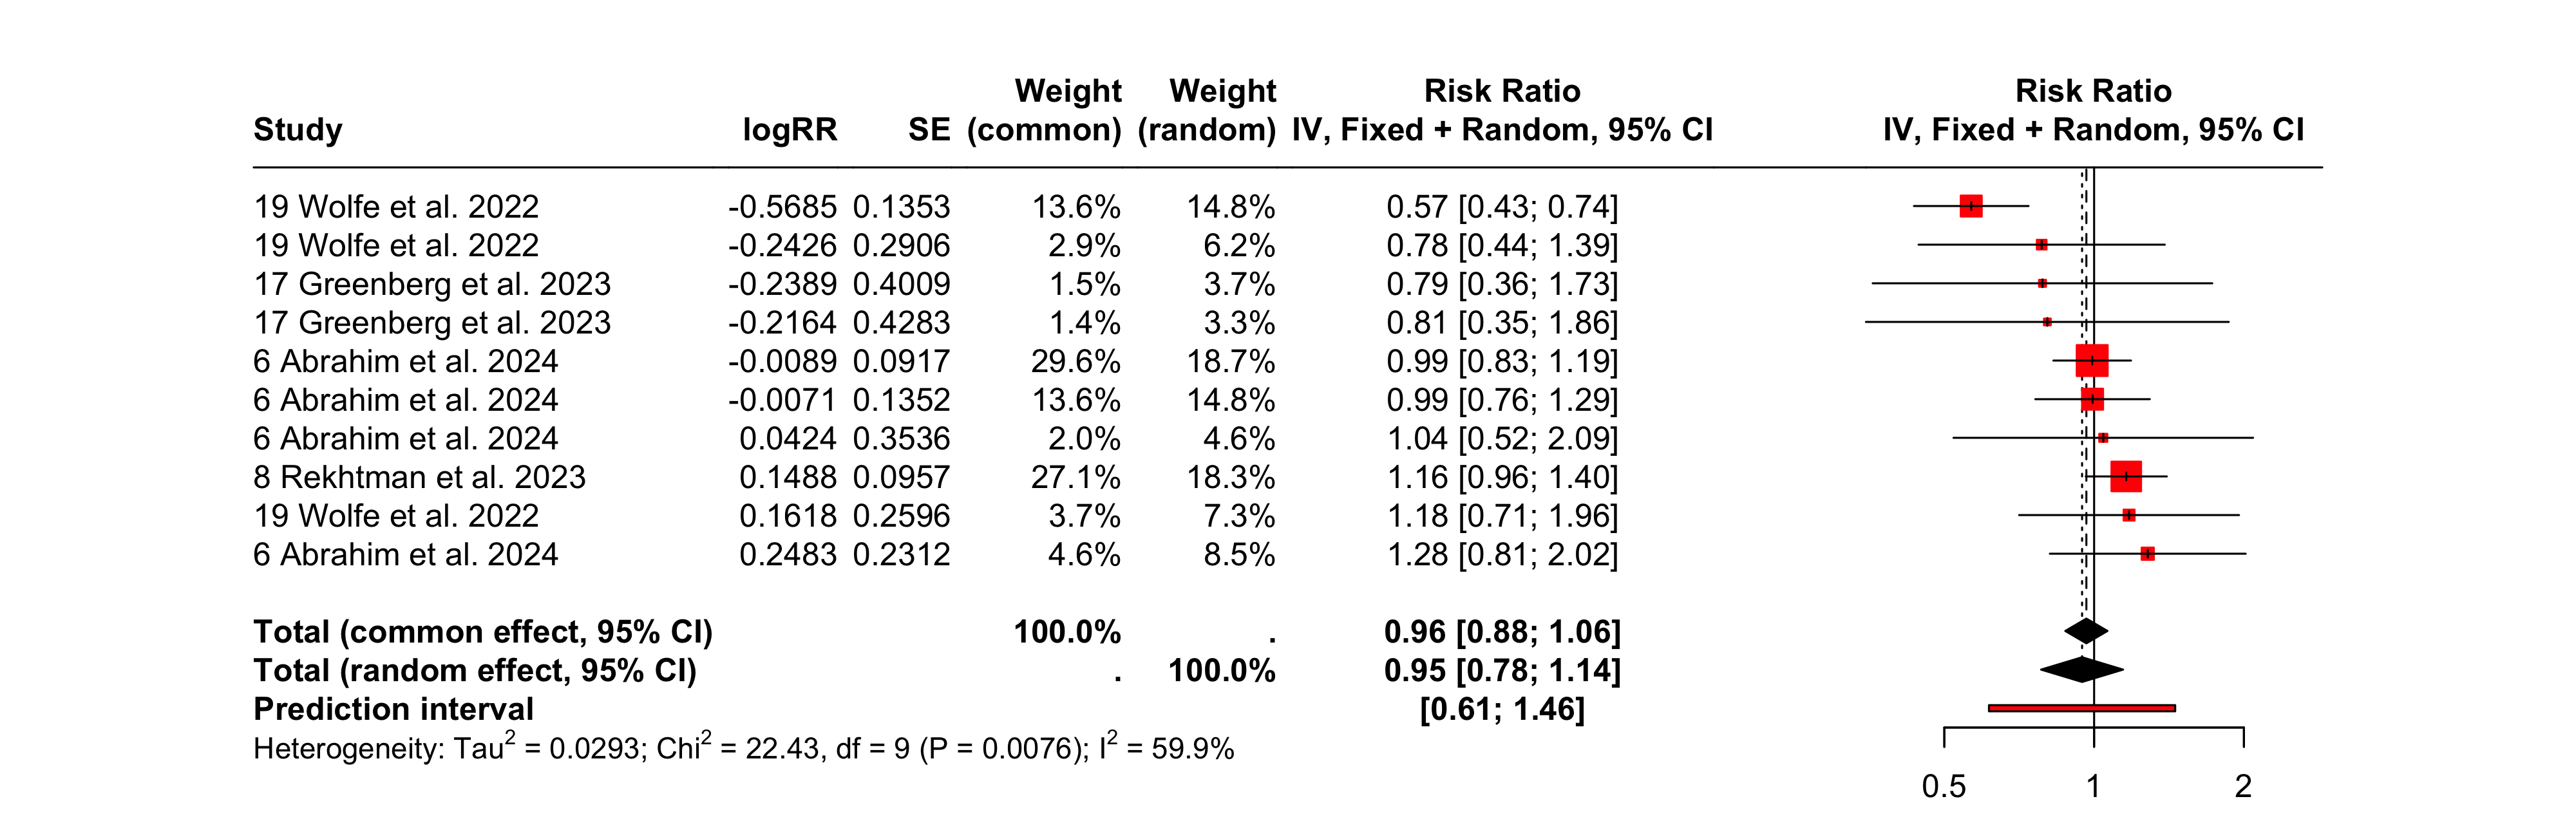 Weight Weight Risk Ratio Risk Ratio
Study logRR SE (common) (random) IV, Fixed + Random, 95% CI IV, Fixed + Random, 95% CI
19 Wolfe et al. 2022 -0.5685 0.1353 13.6% 14.8% 0.57 [0.43; 0.74]
19 Wolfe et al. 2022 -0.2426 0.2906 2.9% 6.2% 0.78 [0.44; 1.39]
17 Greenberg et al. 2023 -0.2389 0.4009 1.5% 3.7% 0.79 [0.36; 1.73]
17 Greenberg et al. 2023 -0.2164 0.4283 1.4% 3.3% 0.81 [0.35; 1.86]
6 Abrahim et al. 2024 -0.0089 0.0917 29.6% 18.7% 0.99 [0.83; 1.19]
6 Abrahim et al. 2024 -0.0071 0.1352 13.6% 14.8% 0.99 [0.76; 1.29]
6 Abrahim et al. 2024 0.0424 0.3536 2.0% 4.6% 1.04 [0.52; 2.09]
8 Rekhtman et al. 2023 0.1488 0.0957 27.1% 18.3% 1.16 [0.96; 1.40]
19 Wolfe et al. 2022 0.1618 0.2596 3.7% 7.3% 1.18 [0.71; 1.96]
6 Abrahim et al. 2024 0.2483 0.2312 4.6% 8.5% 1.28 [0.81; 2.02]
Total (common effect, 95% CI) 100.0% . 0.96 [0.88; 1.06]
Total (random effect, 95% CI) . 100.0% 0.95 [0.78; 1.14]
Prediction interval [0.61; 1.46]
Heterogeneity: Tau² = 0.0293; Chi² = 22.43, df = 9 (P = 0.0076); I² = 59.9%
0.5 1 2